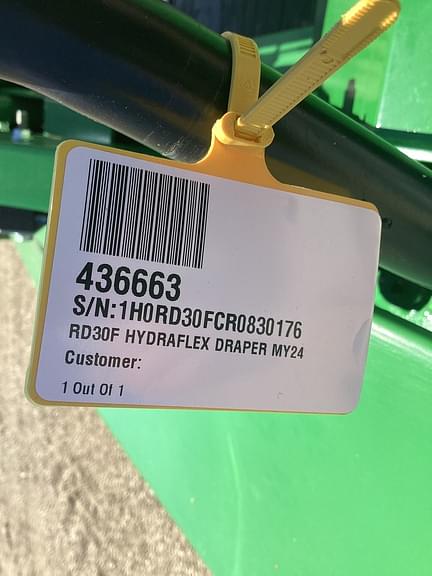 436663
S/N:1H0RD30FCR0830176
RD30F HYDRAFLEX DRAPER MY24
Customer:
1 Out Of 1